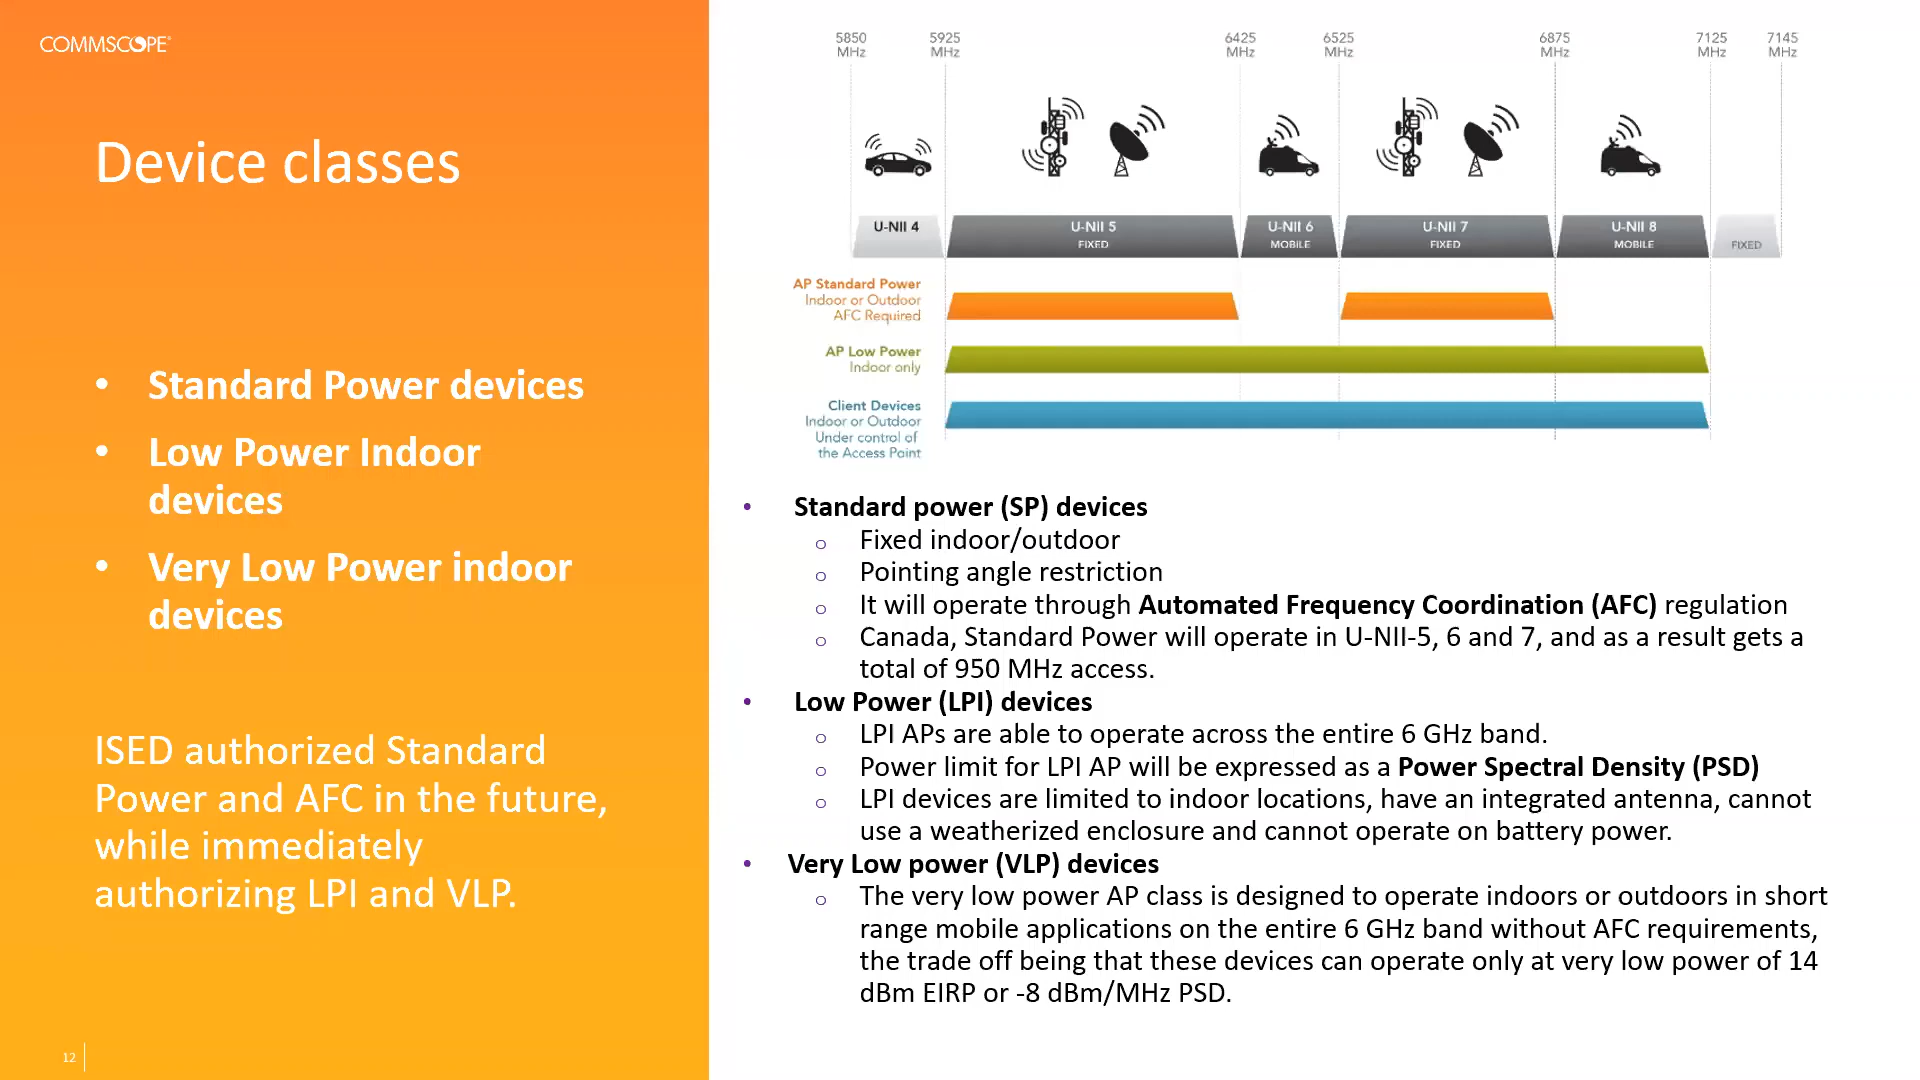 COMMSCOPE
Device classes
• Standard Power devices
• Low Power Indoor
devices
• Very Low Power indoor
devices
ISED authorized Standard
Power and AFC in the future,
while immediately
authorizing LPI and VLP.
12
5850 5925 6425 6525 6875 7125 7145
MHz MHz MHz MHz MHz MHz MHz
U-NII 4 U-NII 5 U-NII 6 U-NII 7 U-NII 8
FIXED MOBILE FIXED MOBILE FIXED
AP Standard Power
Indoor or Outdoor
AFC Required
AP Low Power
Indoor only
Client Devices
Indoor or Outdoor
Under control of
the Access Point
• Standard power (SP) devices
o Fixed indoor/outdoor
o Pointing angle restriction
o It will operate through Automated Frequency Coordination (AFC) regulation
o Canada, Standard Power will operate in U-NII-5, 6 and 7, and as a result gets a
total of 950 MHz access.
• Low Power (LPI) devices
o LPI APs are able to operate across the entire 6 GHz band.
o Power limit for LPI AP will be expressed as a Power Spectral Density (PSD)
o LPI devices are limited to indoor locations, have an integrated antenna, cannot
use a weatherized enclosure and cannot operate on battery power.
• Very Low power (VLP) devices
o The very low power AP class is designed to operate indoors or outdoors in short
range mobile applications on the entire 6 GHz band without AFC requirements,
the trade off being that these devices can operate only at very low power of 14
dBm EIRP or -8 dBm/MHz PSD.